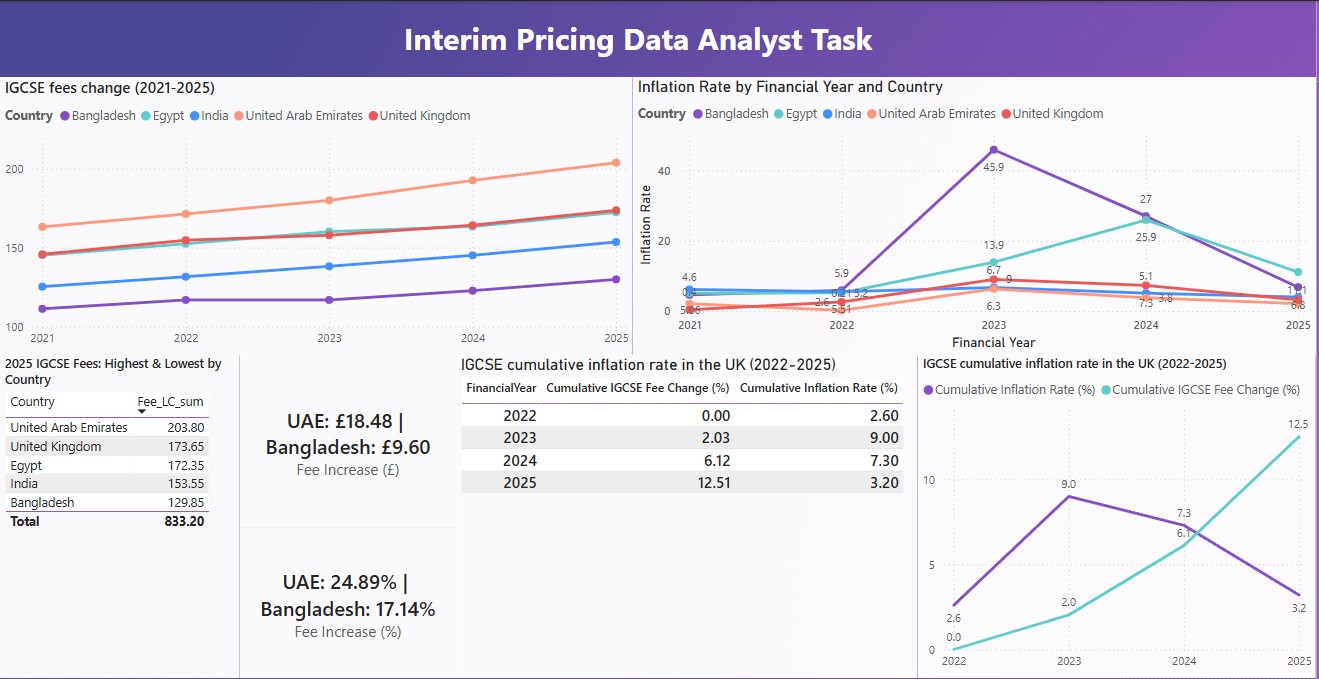 Interim Pricing Data Analyst Task
IGCSE fees change (2021-2025)
Country Bangladesh Egypt India United Arab Emirates United Kingdom
200
150
100
2021 2022 2023 2024 2025
Inflation Rate by Financial Year and Country
Country Bangladesh Egypt India United Arab Emirates United Kingdom
Inflation Rate
40
20
0
45.9
27
25.9
13.9
6.7
9
5.9
4.6
5.1
2.6
6.3
7.3
3.8
2021 2022 2023 2024 2025
Financial Year
2025 IGCSE Fees: Highest & Lowest by
Country
Country Fee_LC_sum
United Arab Emirates 203.80
United Kingdom 173.65
Egypt 172.35
India 153.55
Bangladesh 129.85
Total 833.20
UAE: £18.48 |
Bangladesh: £9.60
Fee Increase (£)
UAE: 24.89% |
Bangladesh: 17.14%
Fee Increase (%)
IGCSE cumulative inflation rate in the UK (2022-2025)
FinancialYear Cumulative IGCSE Fee Change (%) Cumulative Inflation Rate (%)
2022 0.00 2.60
2023 2.03 9.00
2024 6.12 7.30
2025 12.51 3.20
IGCSE cumulative inflation rate in the UK (2022-2025)
Cumulative Inflation Rate (%) Cumulative IGCSE Fee Change (%)
12.5
10
9.0
7.3
6.1
5
2.0
3.2
2.6
0.0
0
2022 2023 2024 2025